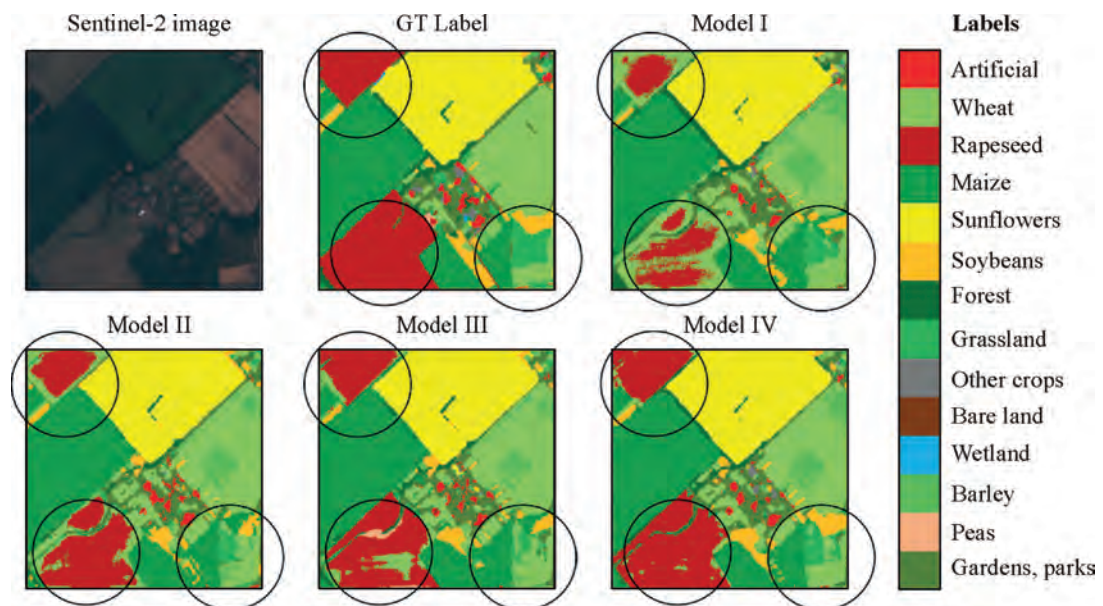 Sentinel-2 image
GT Label
Model I
Labels
Artificial
Wheat
Rapeseed
Maize
Sunflowers
Soybeans
Forest
Grassland
Other crops
Bare land
Wetland
Barley
Peas
Gardens, parks
Model II
Model III
Model IV